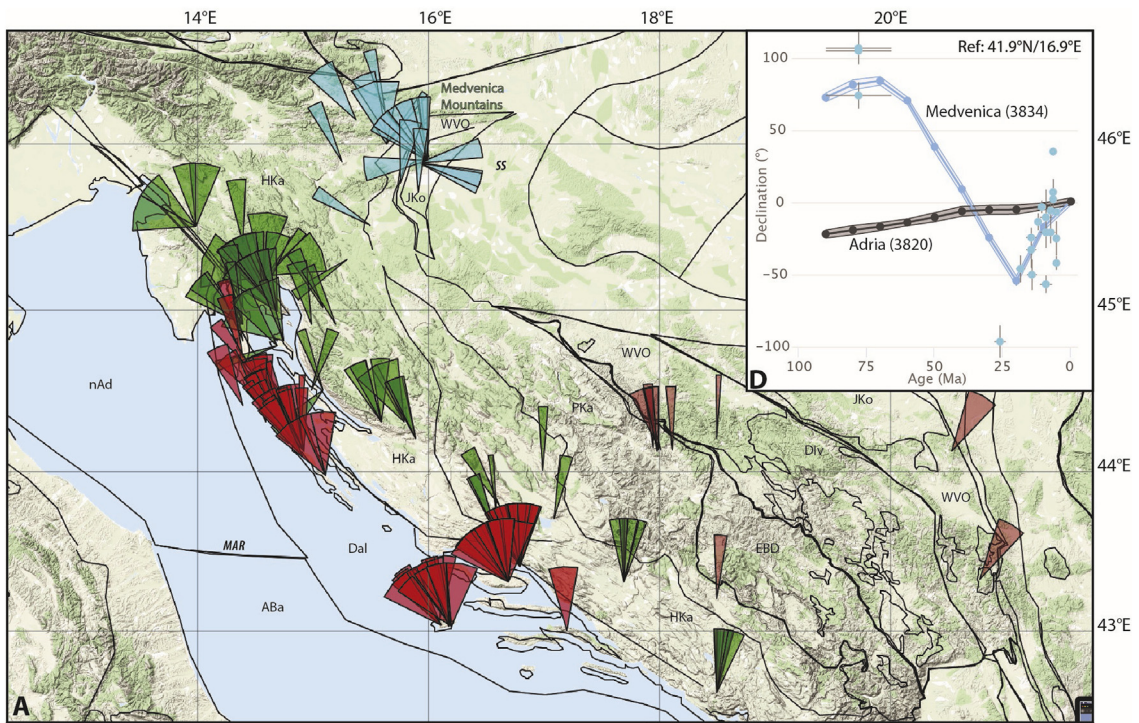 14°E
16°E
18°E
20°E
46°E
45°E
44°E
43°E
Medvenica
Mountains
WVO
SS
JKo
HKa
nAd
MAR
Dal
ABa
HKa
PKa
WVO
DIv
JKo
WVO
EBD
HKa
A
Ref: 41.9°N/16.9°E
Declination (°)
100
50
0
-50
-100
Medvenica (3834)
Adria (3820)
100
75
50
25
0
Age (Ma)
D